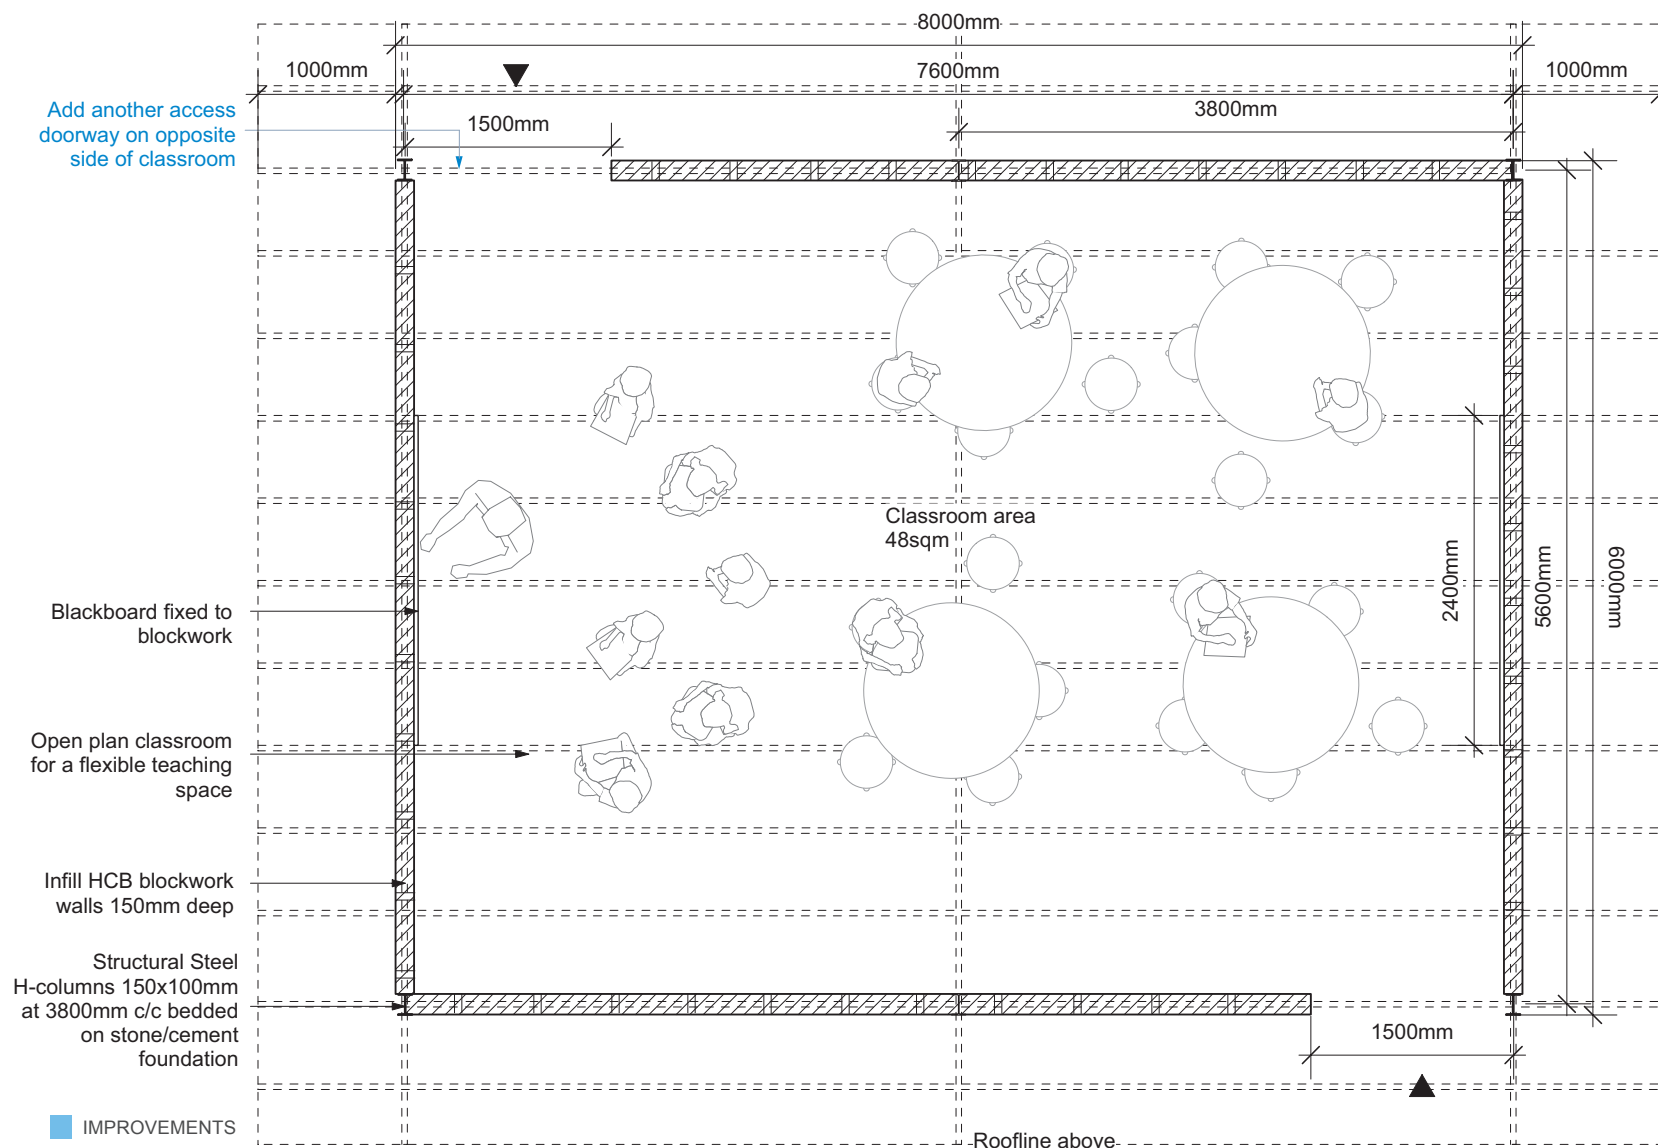 8000mm
1000mm
7600mm
1000mm
Add another access
doorway on opposite
side of classroom
1500mm
3800mm
Classroom area
48sqm
2400mm
5600mm
6000mm
Blackboard fixed to
blockwork
Open plan classroom
for a flexible teaching
space
Infill HCB blockwork
walls 150mm deep
Structural Steel
H-columns 150x100mm
at 3800mm c/c bedded
on stone/cement
foundation
1500mm
IMPROVEMENTS
Roofline above